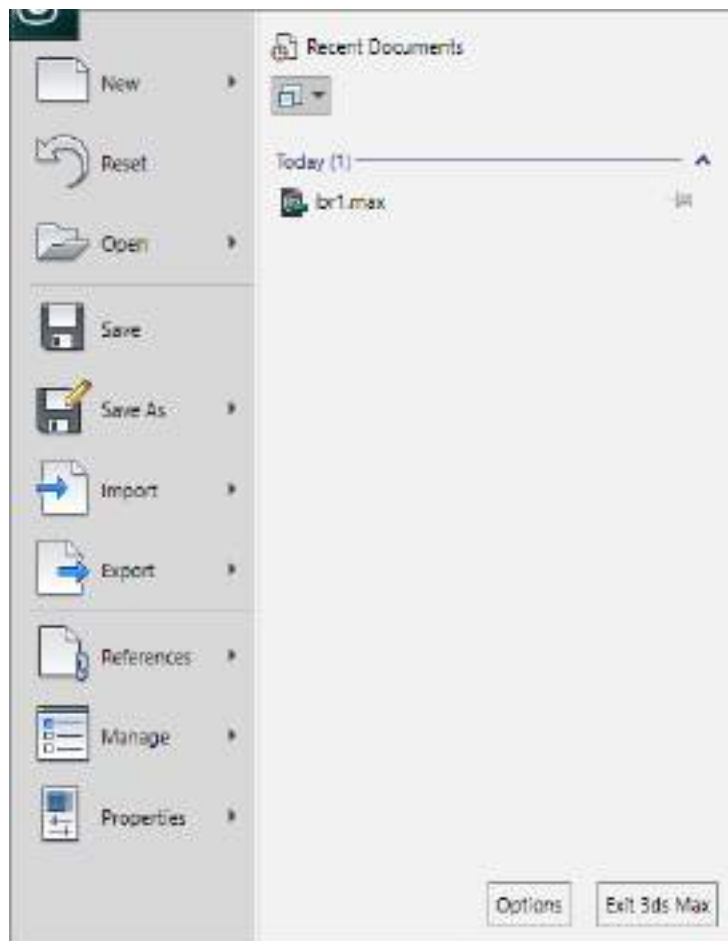 New
Reset
Open
Save
Save As
Import
Export
References
Manage
Properties
Recent Documents
Today (1)
br1.max
Options
Exit 3ds Max